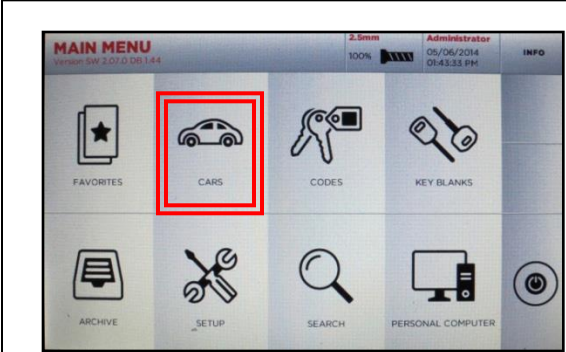 MAIN MENU
Version SW 2.07.0 DB 1.44
2.5mm
100%
Administrator
05/06/2014
01:43:33 PM
INFO
FAVORITES
CARS
CODES
KEY BLANKS
ARCHIVE
SETUP
SEARCH
PERSONAL COMPUTER